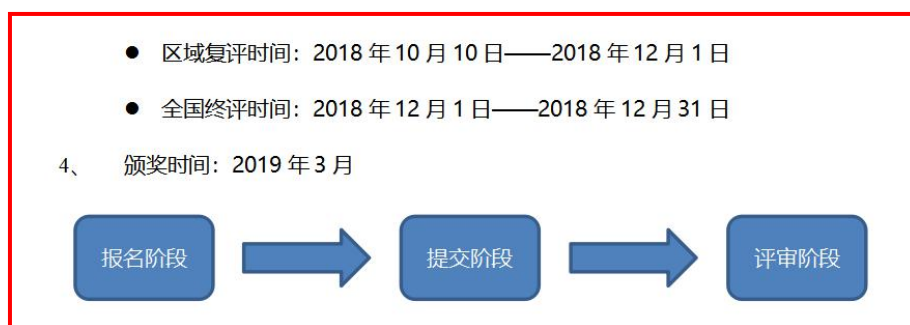 ● 区域复评时间：2018 年 10 月 10 日——2018 年 12 月 1 日
● 全国终评时间：2018 年 12 月 1 日——2018 年 12 月 31 日
4、 颁奖时间：2019 年 3 月
报名阶段 提交阶段 评审阶段